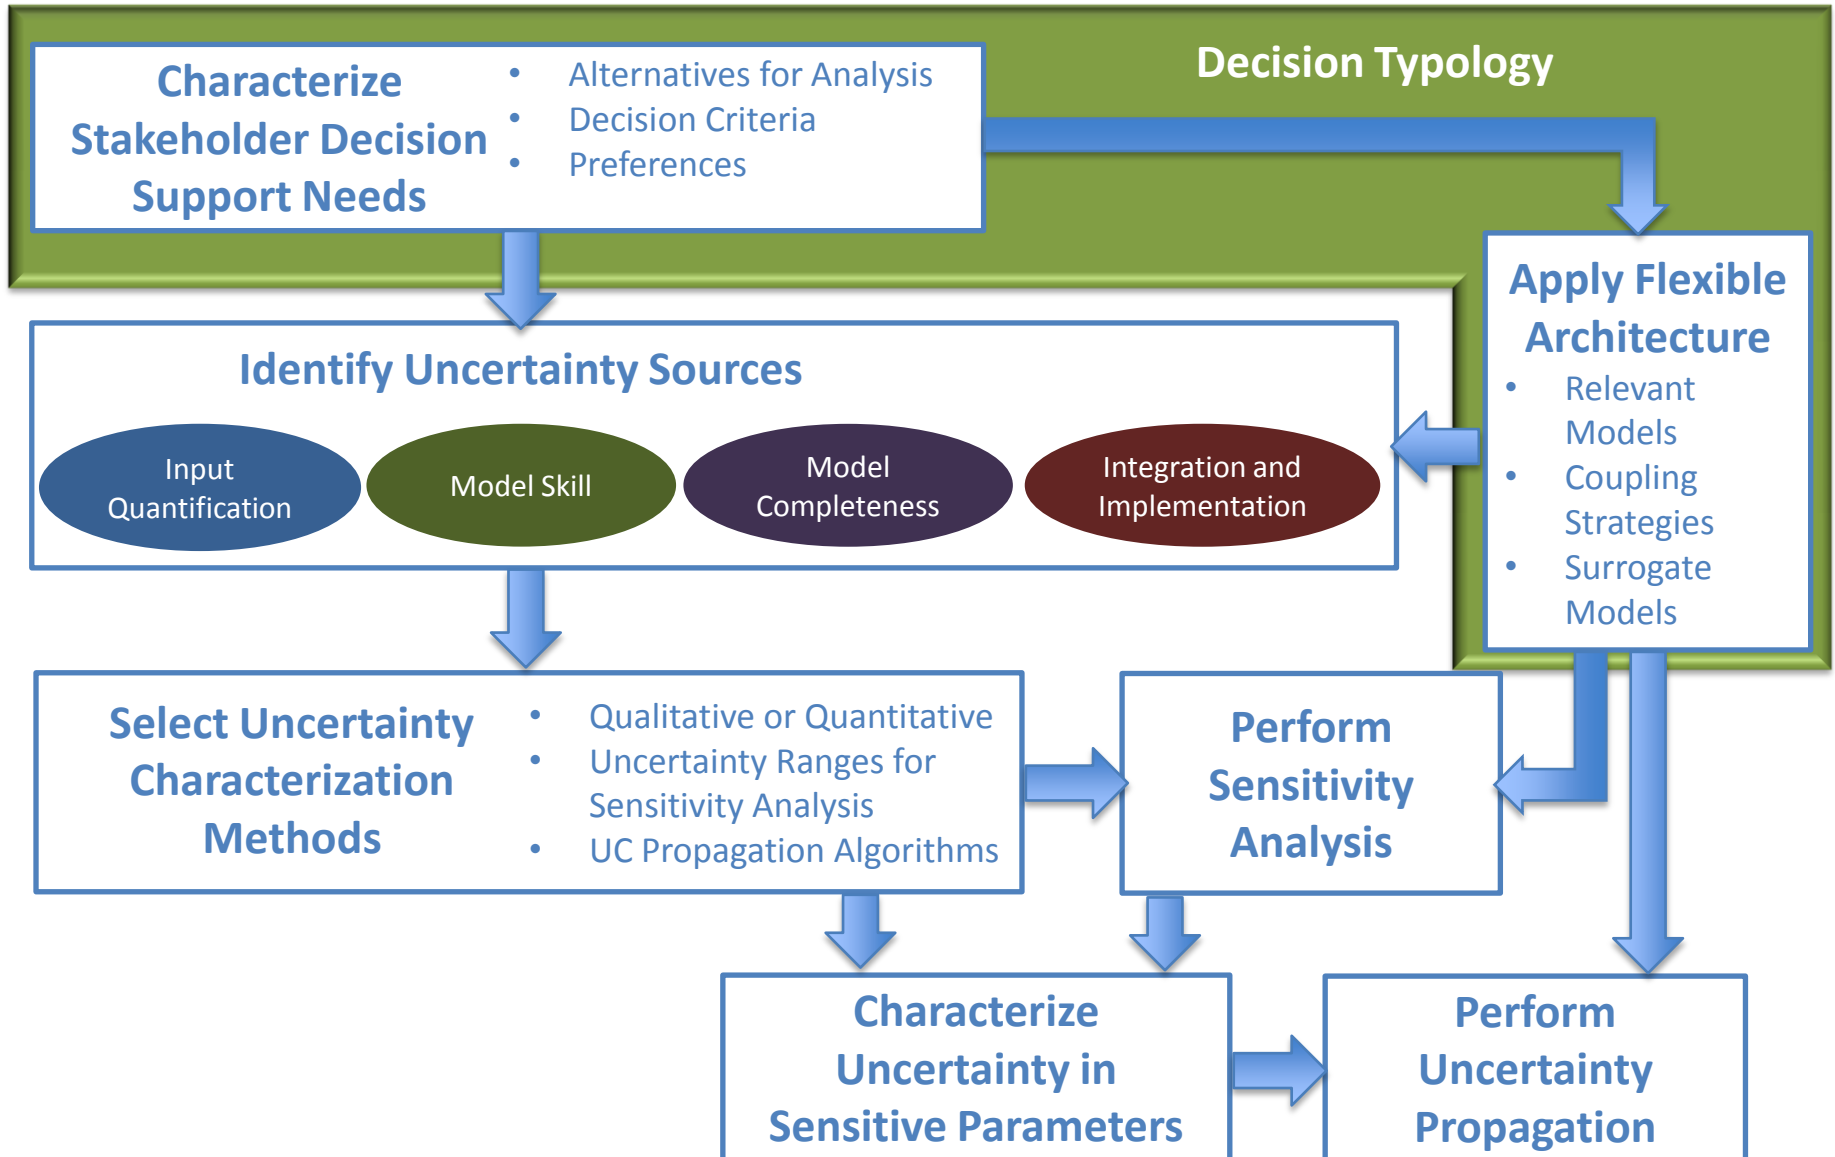 Decision Typology
Characterize
Stakeholder Decision
Support Needs
• Alternatives for Analysis
• Decision Criteria
• Preferences
Apply Flexible
Architecture
• Relevant
Models
• Coupling
Strategies
• Surrogate
Models
Identify Uncertainty Sources
Input
Quantification
Model Skill
Model
Completeness
Integration and
Implementation
Select Uncertainty
Characterization
Methods
• Qualitative or Quantitative
• Uncertainty Ranges for
Sensitivity Analysis
• UC Propagation Algorithms
Perform
Sensitivity
Analysis
Characterize
Uncertainty in
Sensitive Parameters
Perform
Uncertainty
Propagation